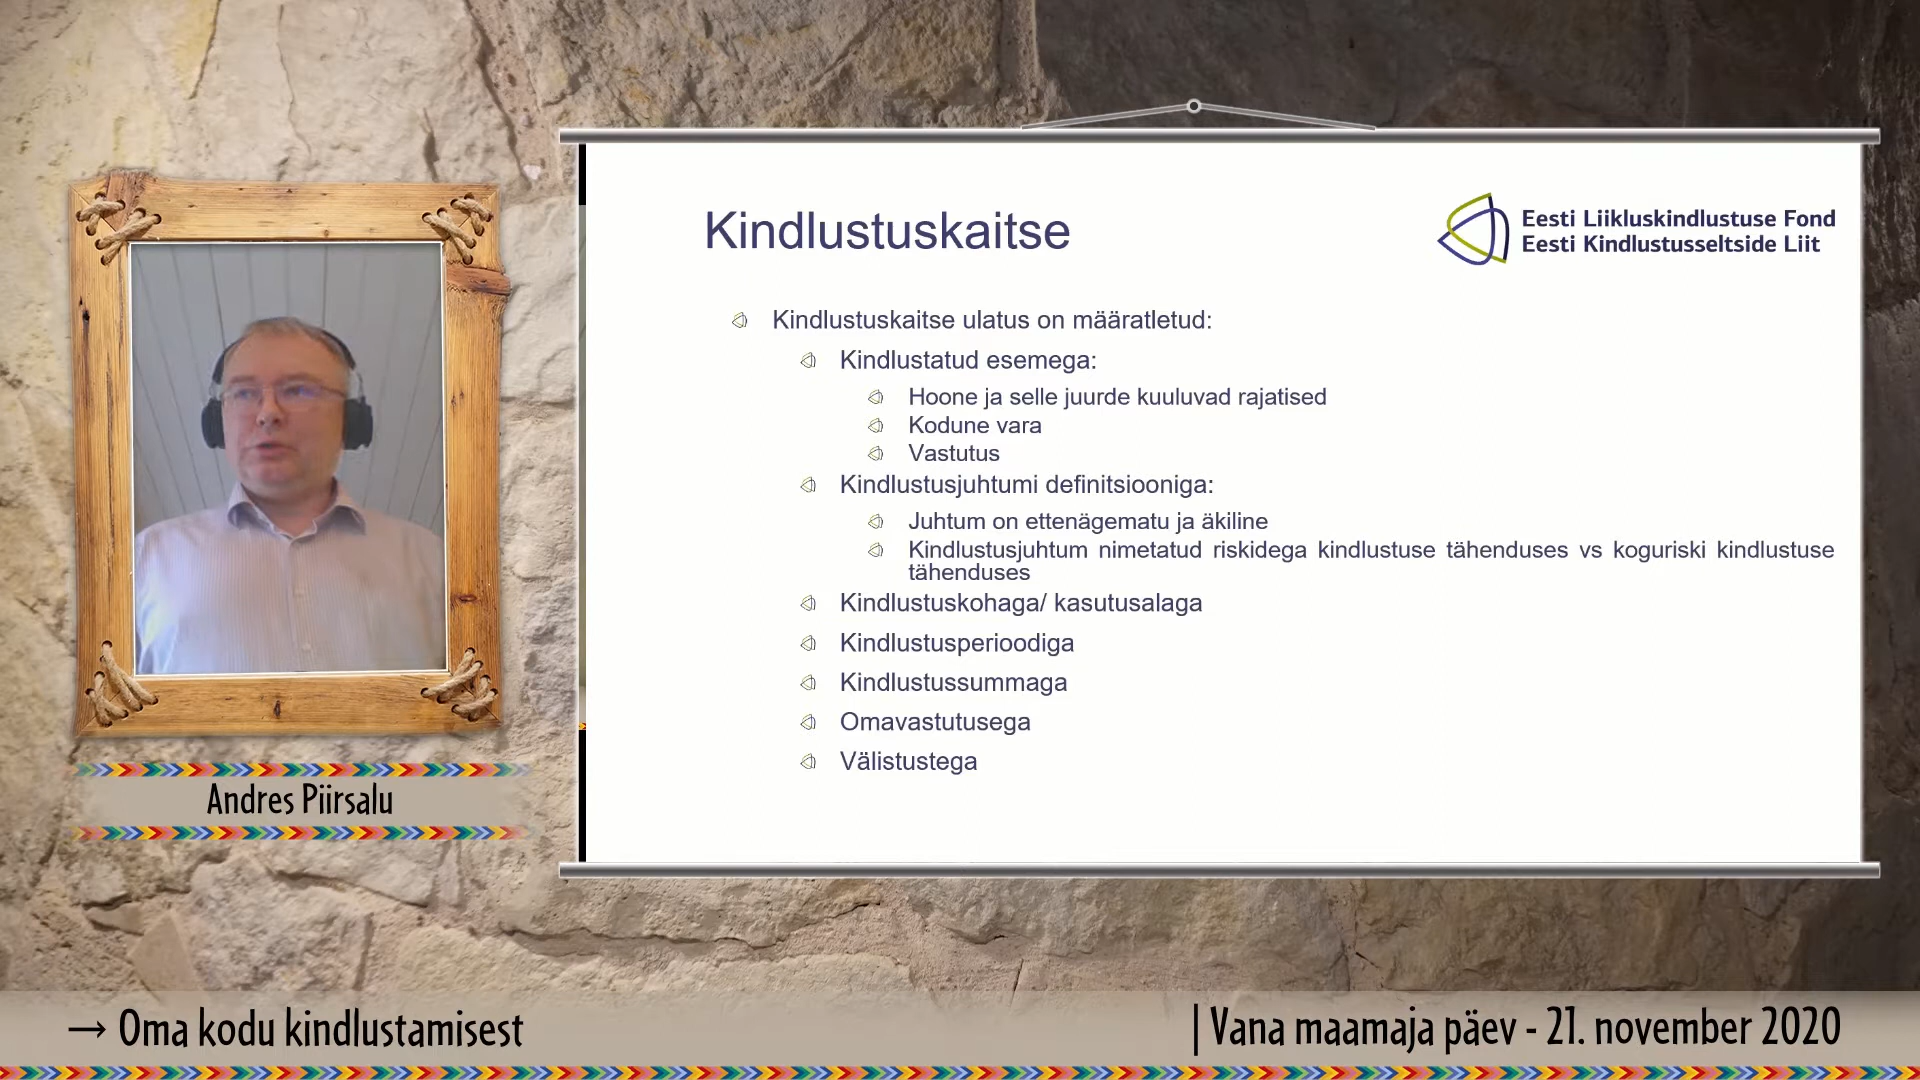 Kindlustuskaitse
Eesti Liikluskindlustuse Fond
Eesti Kindlustusseltside Liit
Kindlustuskaitse ulatus on määratletud:
Kindlustatud esemega:
Hoone ja selle juurde kuuluvad rajatised
Kodune vara
Vastutus
Kindlustusjuhtumi definitsiooniga:
Juhtum on ettenägematu ja äkiline
Kindlustusjuhtum nimetatud riskidega kindlustuse tähenduses vs koguriski kindlustuse
tähenduses
Kindlustuskohaga/ kasutusalaga
Kindlustusperioodiga
Kindlustussummaga
Omavastutusega
Välistustega
Andres Piirsalu
→ Oma kodu kindlustamisest
| Vana maamaja päev - 21. november 2020